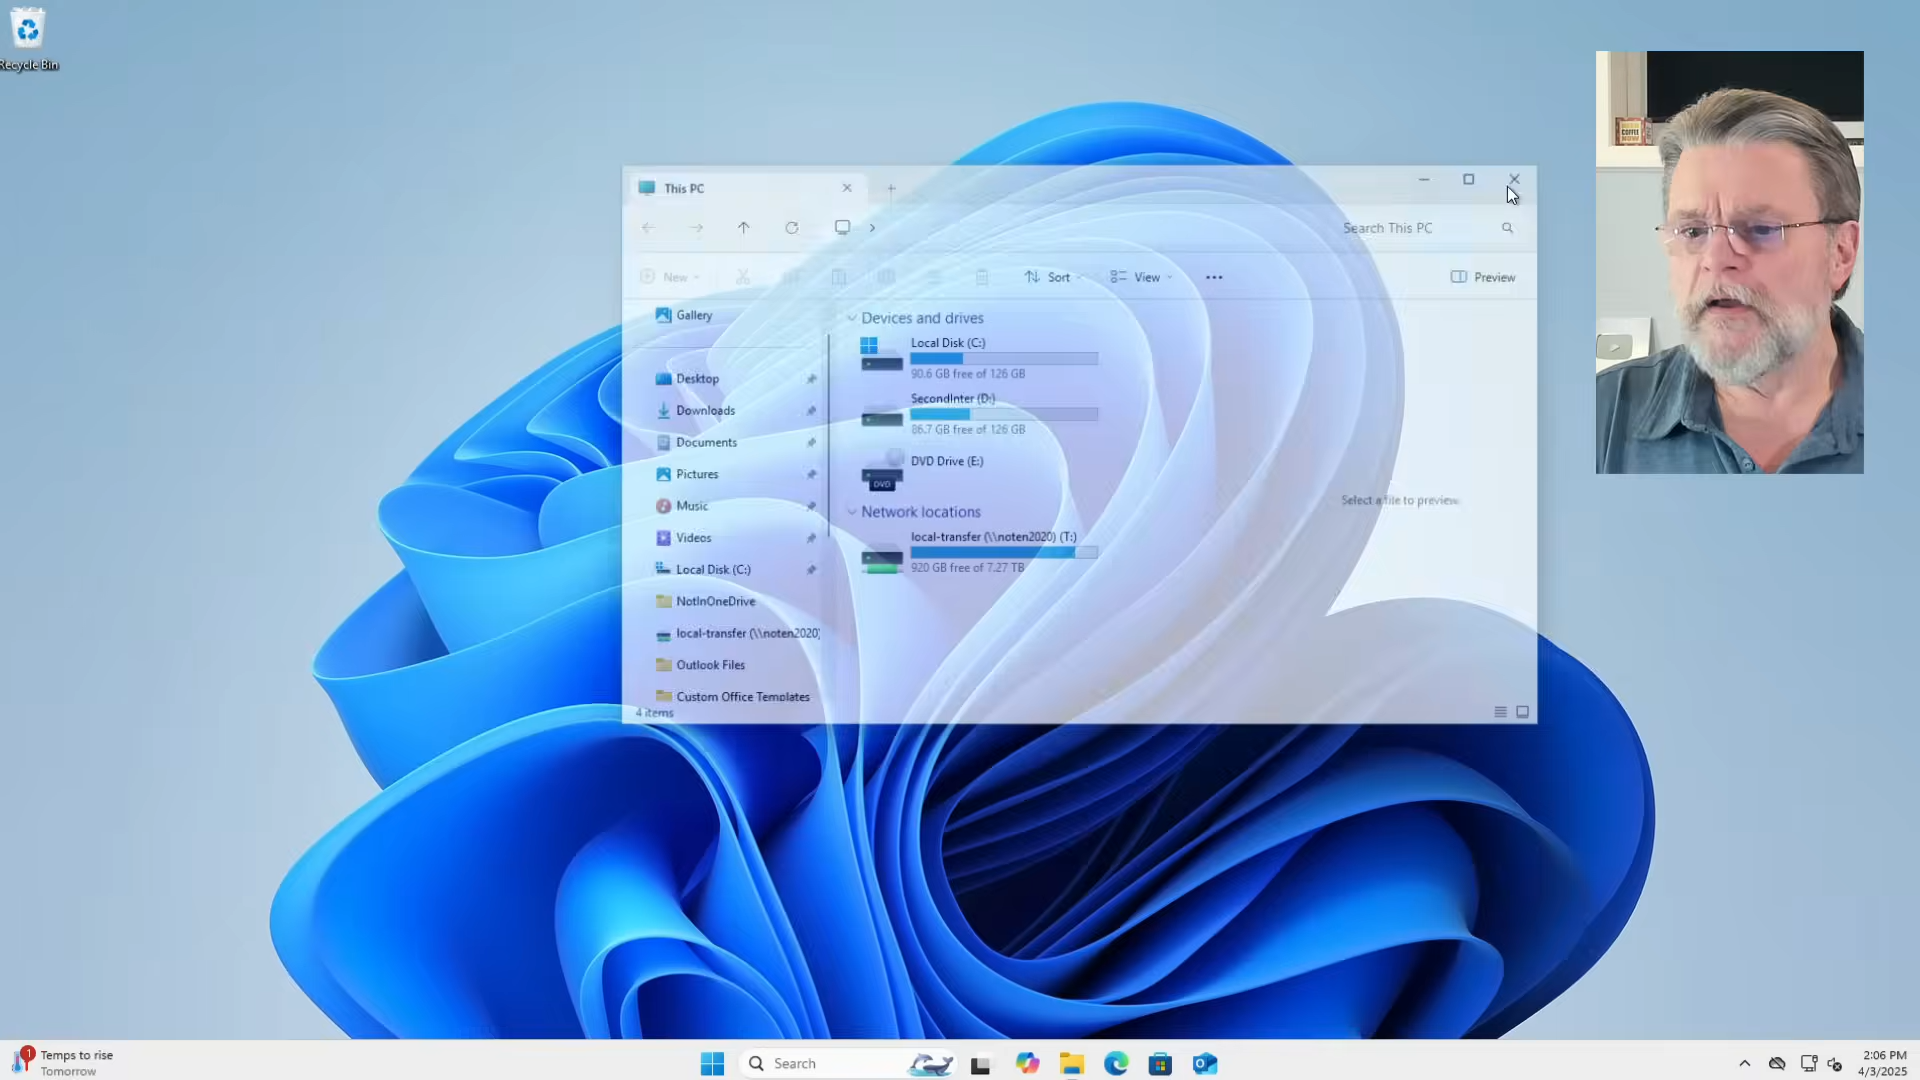 Recycle Bin
This PC
Search This PC
New
Sort
View
Preview
Gallery
Desktop
Downloads
Documents
Pictures
Music
Videos
Local Disk (C:)
NotInOneDrive
local-transfer (\\noten2020)
Outlook Files
Custom Office Templates
4 items
Devices and drives
Local Disk (C:)
90.6 GB free of 126 GB
SecondInter (D:)
86.7 GB free of 126 GB
DVD Drive (E:)
DVD
Network locations
local-transfer (\\noten2020) (T:)
920 GB free of 7.27 TB
Select a file to preview.
COFFEE
1
Temps to rise
Tomorrow
Search
2:06 PM
4/3/2025